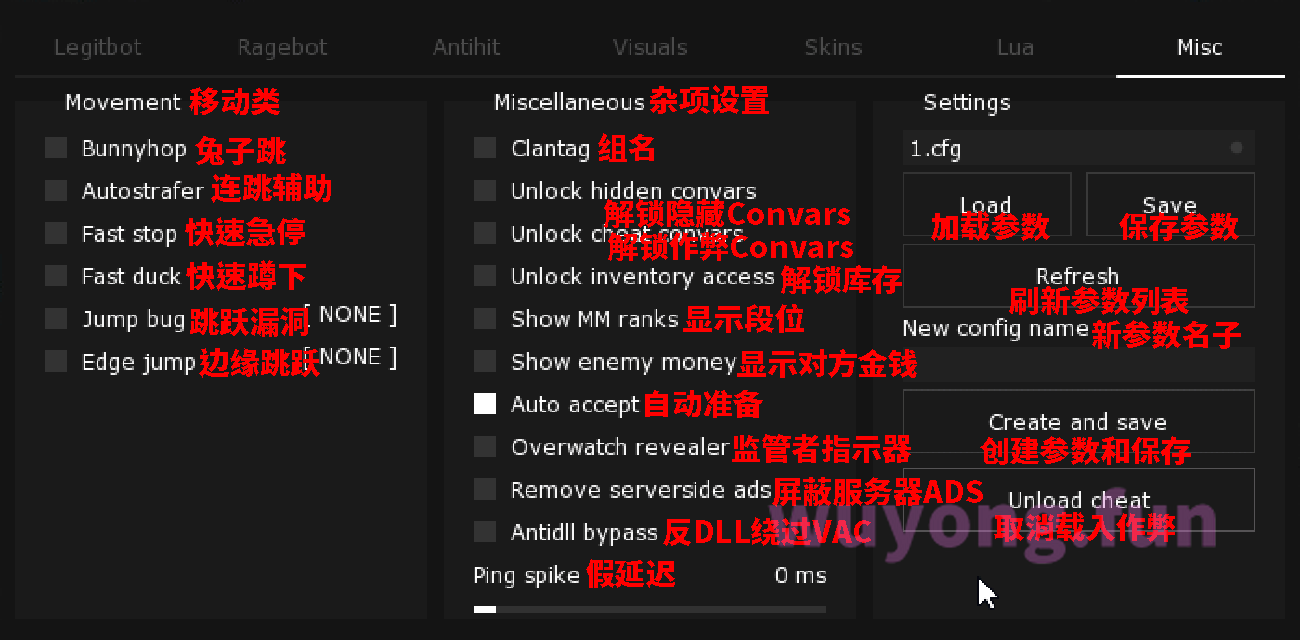 Legitbot Ragebot Antihit Visuals Skins Lua Misc
Movement 移动类
Bunnyhop 兔子跳
Autostrafer 连跳辅助
Fast stop 快速急停
Fast duck 快速蹲下
Jump bug 跳跃漏洞 [ NONE ]
Edge jump 边缘跳跃 [ NONE ]
Miscellaneous 杂项设置
Clantag 组名
Unlock hidden convars
解锁隐藏Convars
Unlock cheat convars
解锁作弊Convars
Unlock inventory access 解锁库存
Show MM ranks 显示段位
Show enemy money 显示对方金钱
Auto accept 自动准备
Overwatch revealer 监管者指示器
Remove serverside ads 屏蔽服务器ADS
Antidll bypass 反DLL绕过VAC
Ping spike 假延迟 0 ms
Settings
1.cfg
Load Save
加载参数 保存参数
Refresh
刷新参数列表
New config name 新参数名子
Create and save
创建参数和保存
Unload cheat
取消载入作弊
wuyong.fun